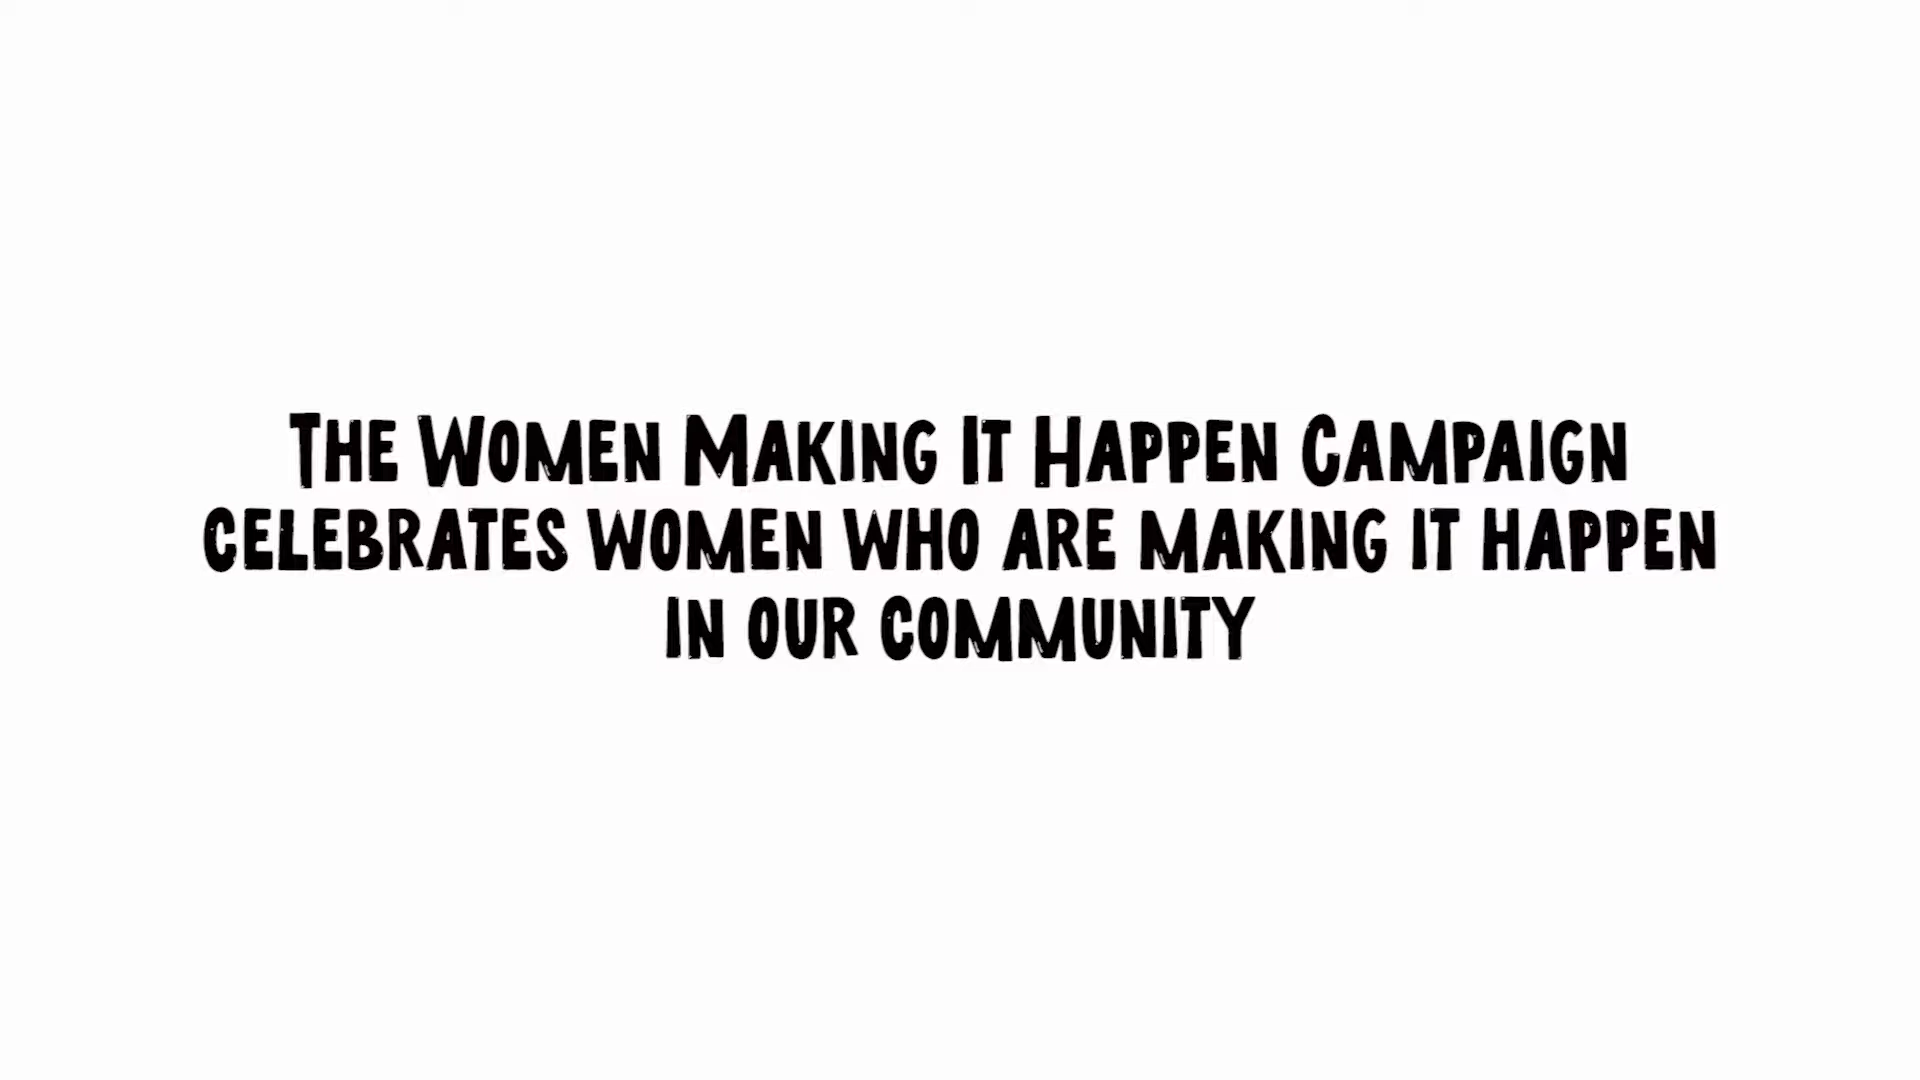 The Women Making It Happen Campaign
celebrates women who are making it happen
in our community